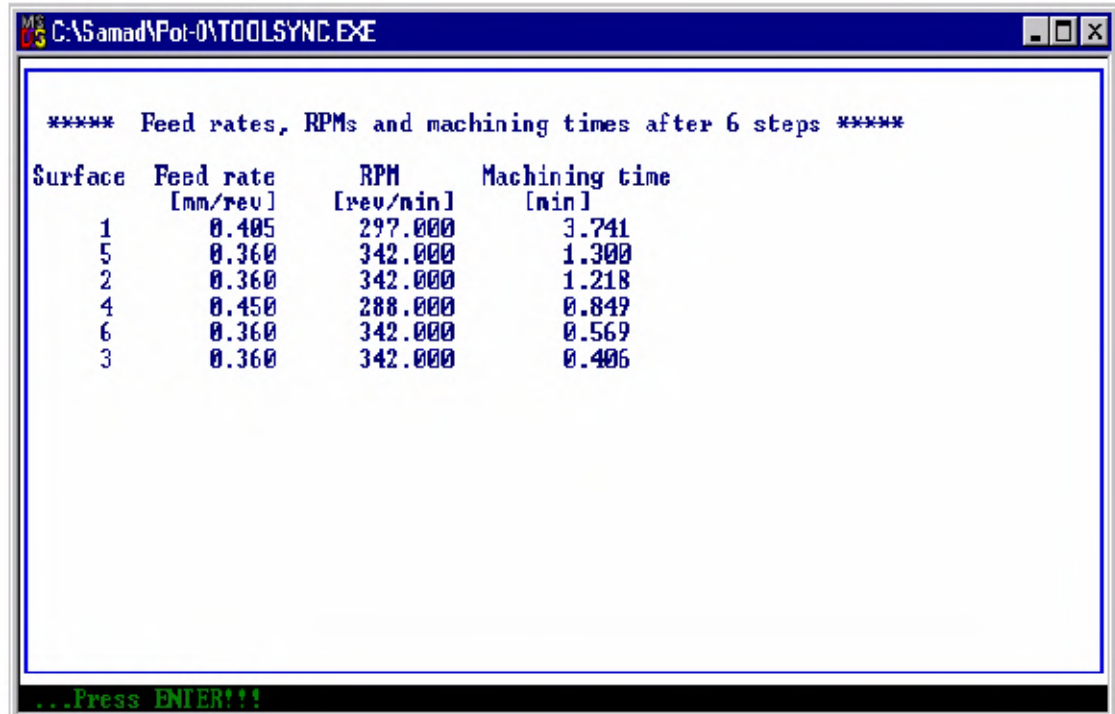 C:\Samad\Pot-0\TOOLSYNC.EXE
***** Feed rates, RPMs and machining times after 6 steps *****
Surface Feed rate RPM Machining time
[mm/rev] [rev/min] [min]
1 0.405 297.000 3.741
5 0.360 342.000 1.300
2 0.360 342.000 1.218
4 0.450 288.000 0.849
6 0.360 342.000 0.569
3 0.360 342.000 0.406
...Press ENTER!!!